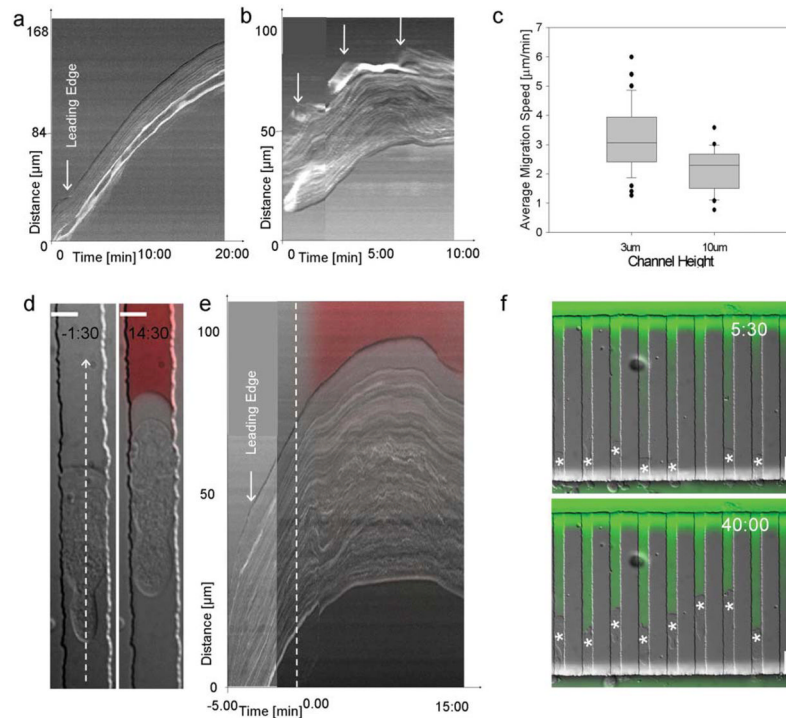 a
168
84
0
Distance [µm]
Leading Edge
0
10:00
20:00
Time [min]
b
100
50
0
Distance [µm]
0
5:00
10:00
Time [min]
c
Average Migration Speed [µm/min]
7
6
5
4
3
2
1
0
3um
10um
Channel Height
d
-1:30
14:30
e
100
50
0
Distance [µm]
Leading Edge
-5.00
0.00
15:00
Time [min]
f
5:30
* * * * * * *
40:00
* * * * * * * *